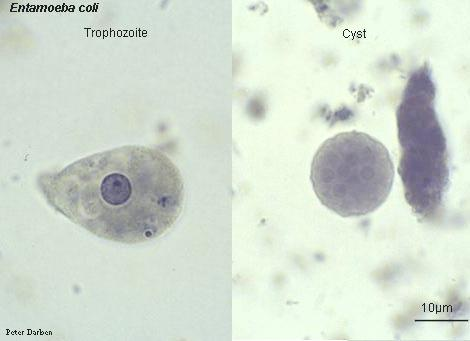 Entamoeba coli
Trophozoite
Cyst
10µm
Peter Darben